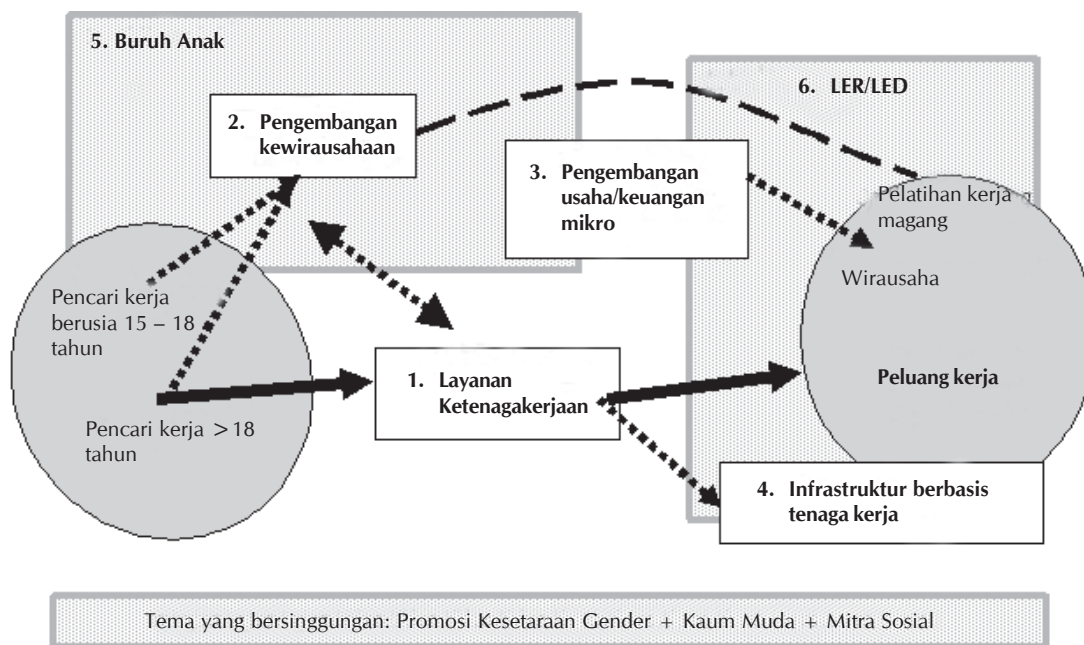 5. Buruh Anak
6. LER/LED
2. Pengembangan
kewirausahaan
3. Pengembangan
usaha/keuangan
mikro
Pelatihan kerja
magang
Wirausaha
Pencari kerja
berusia 15 – 18
tahun
1. Layanan
Ketenagakerjaan
Peluang kerja
Pencari kerja >18
tahun
4. Infrastruktur berbasis
tenaga kerja
Tema yang bersinggungan: Promosi Kesetaraan Gender + Kaum Muda + Mitra Sosial